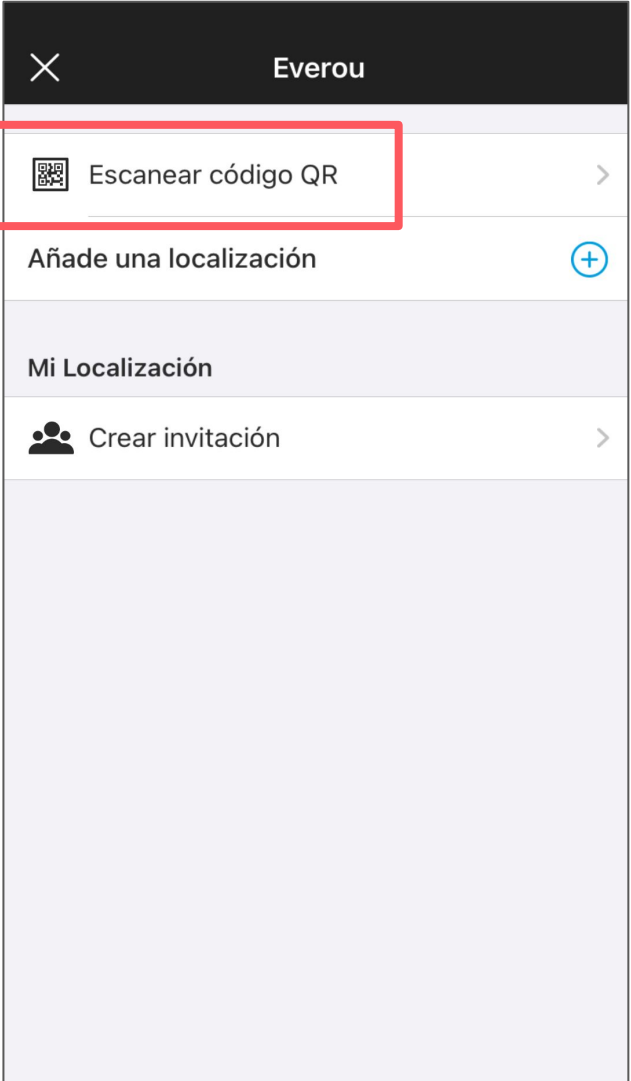 Everou
Escanear código QR
Añade una localización
Mi Localización
Crear invitación